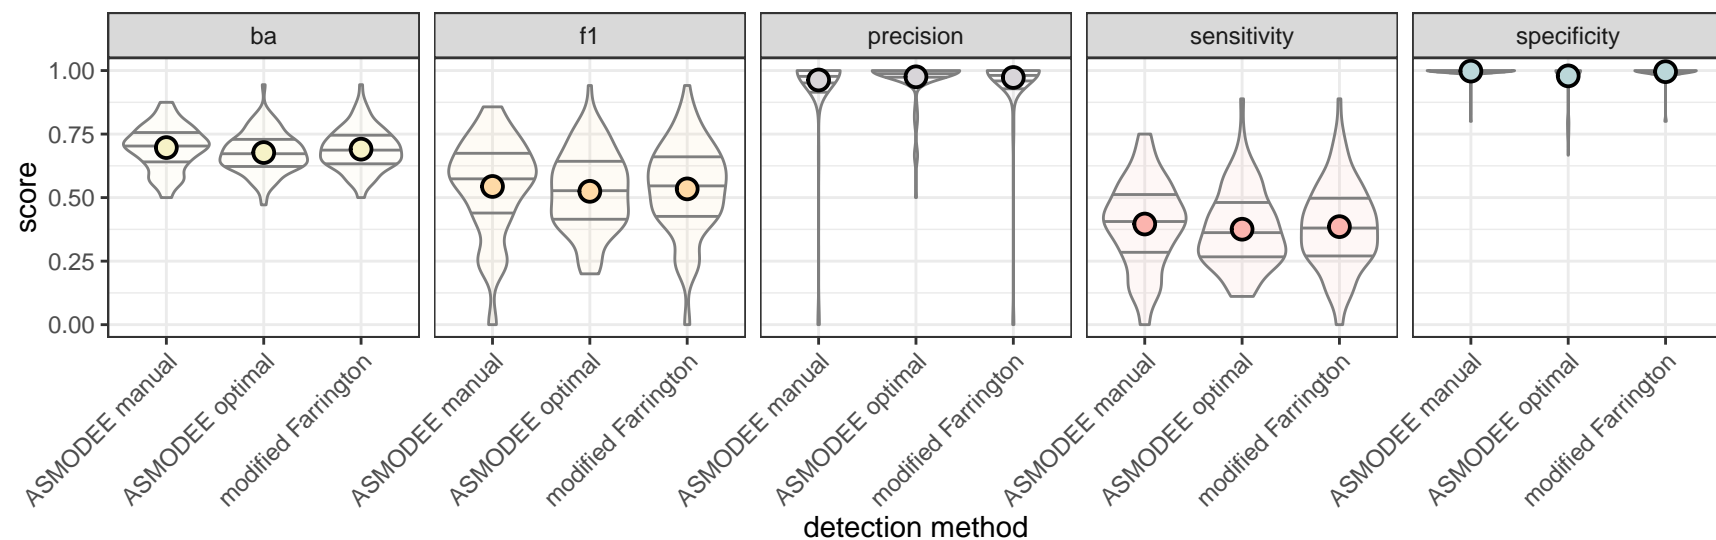 ba
f1
precision
sensitivity
specificity
score
1.00
0.75
0.50
0.25
0.00
ASMODEE manual
ASMODEE optimal
modified Farrington
ASMODEE manual
ASMODEE optimal
modified Farrington
ASMODEE manual
ASMODEE optimal
modified Farrington
ASMODEE manual
ASMODEE optimal
modified Farrington
ASMODEE manual
ASMODEE optimal
modified Farrington
detection method